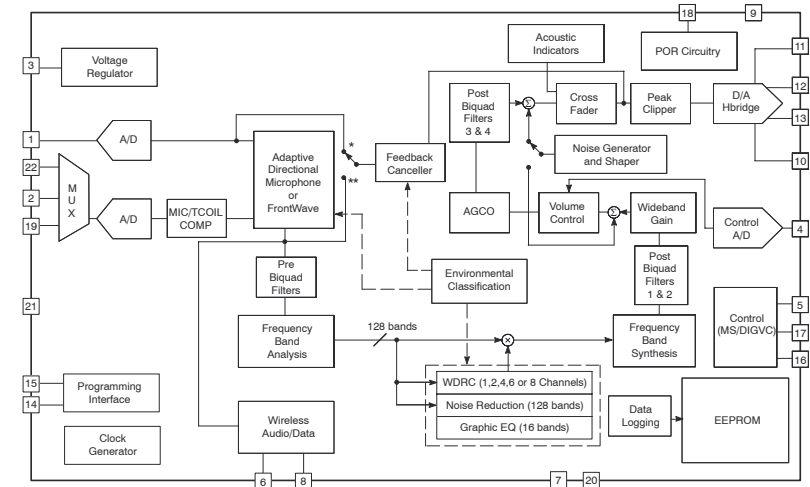 18
9
3
Voltage
Regulator
Acoustic
Indicators
POR Circuitry
11
12
13
10
Post
Biquad
Filters
3 & 4
Σ
Cross
Fader
Peak
Clipper
D/A
Hbridge
1
A/D
22
2
19
M
U
X
A/D
MIC/TCOIL
COMP
Adaptive
Directional
Microphone
or
FrontWave
*
**
Feedback
Canceller
Noise Generator
and Shaper
AGCO
Volume
Control
Σ
Wideband
Gain
Control
A/D
4
Pre
Biquad
Filters
Environmental
Classification
Post
Biquad
Filters
1 & 2
21
5
17
16
Control
(MS/DIGVC)
Frequency
Band
Analysis
128 bands
×
Frequency
Band
Synthesis
15
14
Programming
Interface
WDRC (1,2,4,6 or 8 Channels)
Noise Reduction (128 bands)
Graphic EQ (16 bands)
Data
Logging
EEPROM
Wireless
Audio/Data
Clock
Generator
6
8
7
20